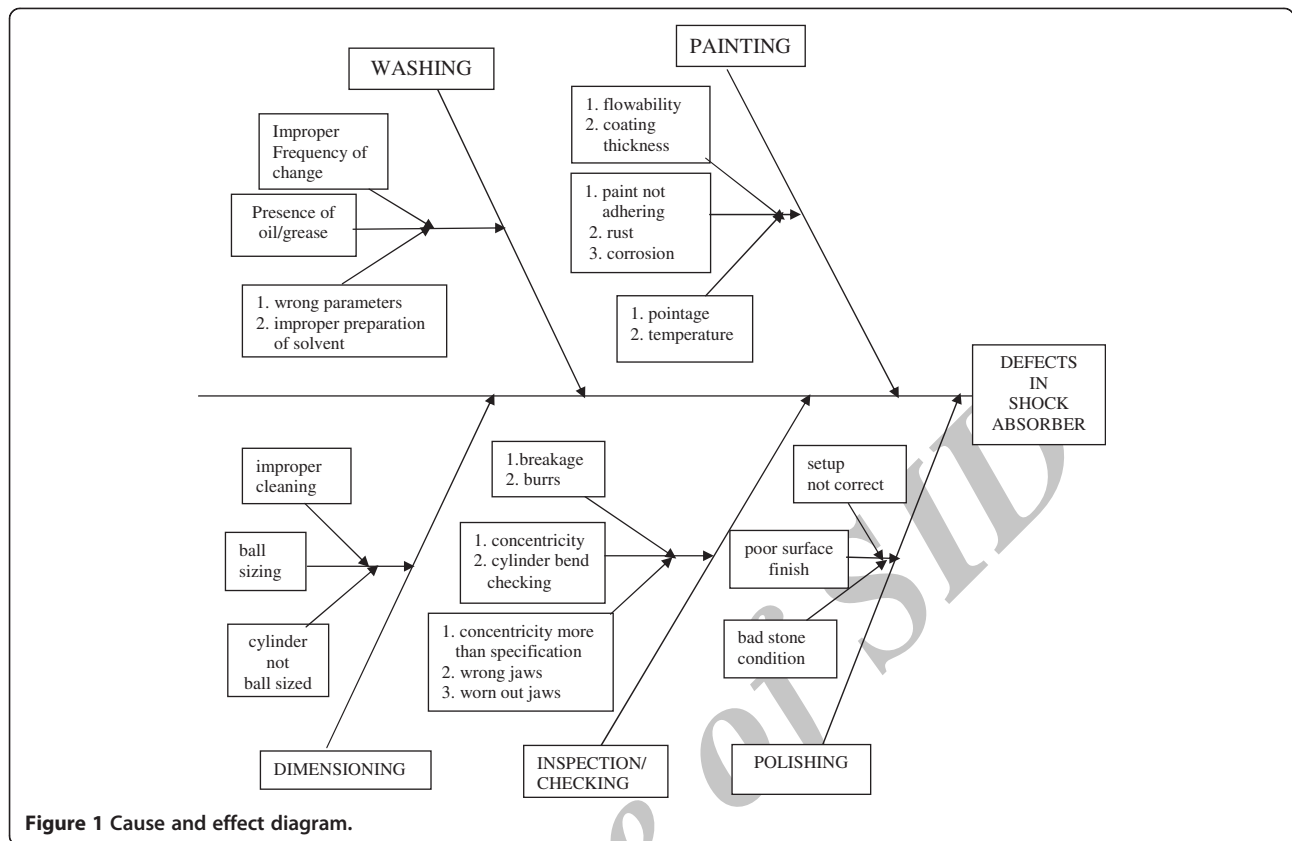 WASHING
PAINTING
Improper
Frequency of
change
Presence of
oil/grease
1. wrong parameters
2. improper preparation
of solvent
1. flowability
2. coating
thickness
1. paint not
adhering
2. rust
3. corrosion
1. pointage
2. temperature
DEFECTS
IN
SHOCK
ABSORBER
improper
cleaning
ball
sizing
cylinder
not
ball sized
1.breakage
2. burrs
1. concentricity
2. cylinder bend
checking
1. concentricity more
than specification
2. wrong jaws
3. worn out jaws
setup
not correct
poor surface
finish
bad stone
condition
DIMENSIONING
INSPECTION/
CHECKING
POLISHING
of SID
Figure 1 Cause and effect diagram.